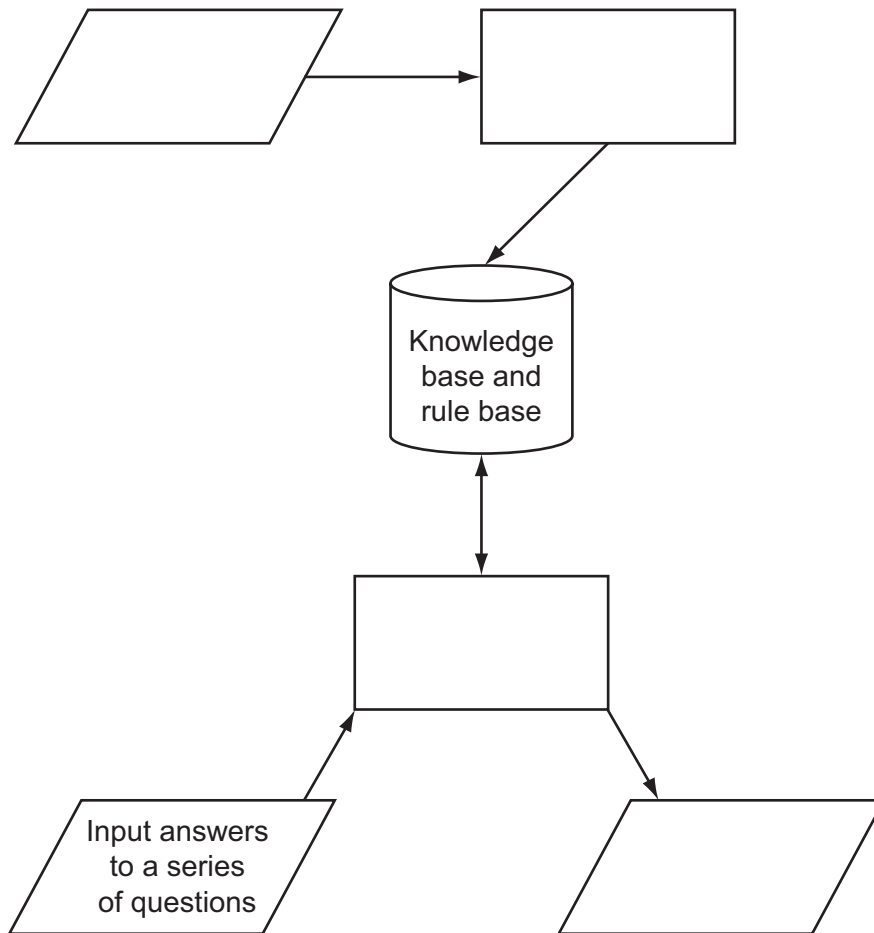 Knowledge
base and
rule base
Input answers
to a series
of questions